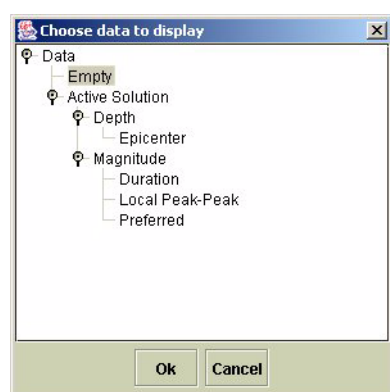 Choose data to display
Data
Empty
Active Solution
Depth
Epicenter
Magnitude
Duration
Local Peak-Peak
Preferred
Ok Cancel